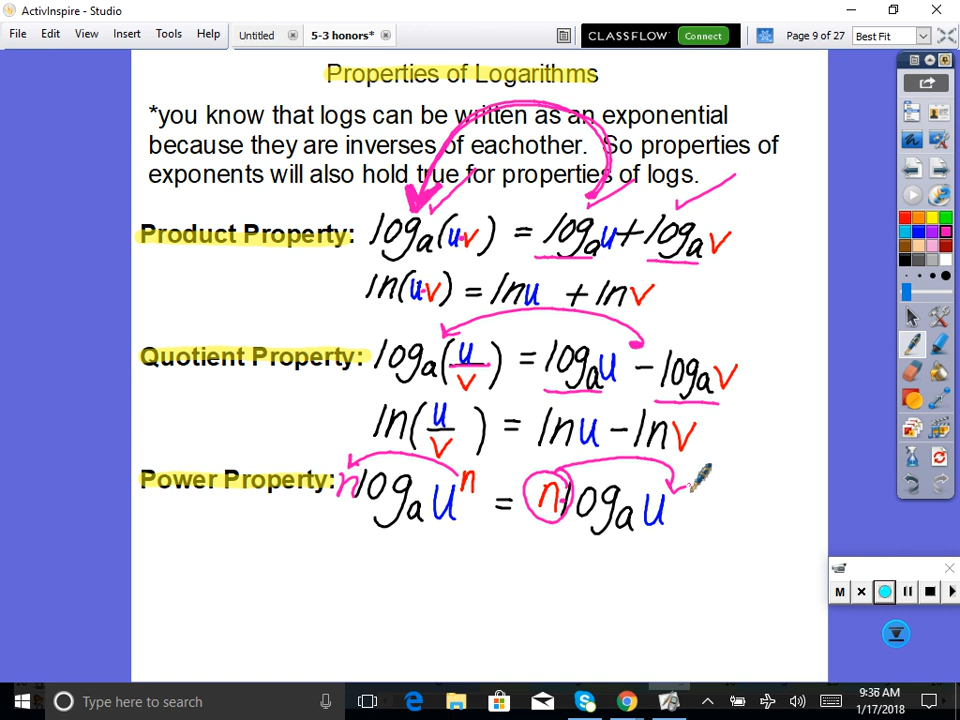 ActivInspire - Studio
File Edit View Insert Tools Help Untitled 5-3 honors* CLASSFLOW Connect Page 9 of 27 Best Fit
Properties of Logarithms
*you know that logs can be written as an exponential
because they are inverses of eachother. So properties of
exponents will also hold true for properties of logs.
Product Property: logₐ(u·v) = logₐu + logₐv
ln(u·v) = lnu + lnv
Quotient Property: logₐ(u/v) = logₐu - logₐv
ln(u/v) = lnu - lnv
Power Property: n logₐuⁿ = n·logₐu
M
Type here to search
9:36 AM
1/17/2018